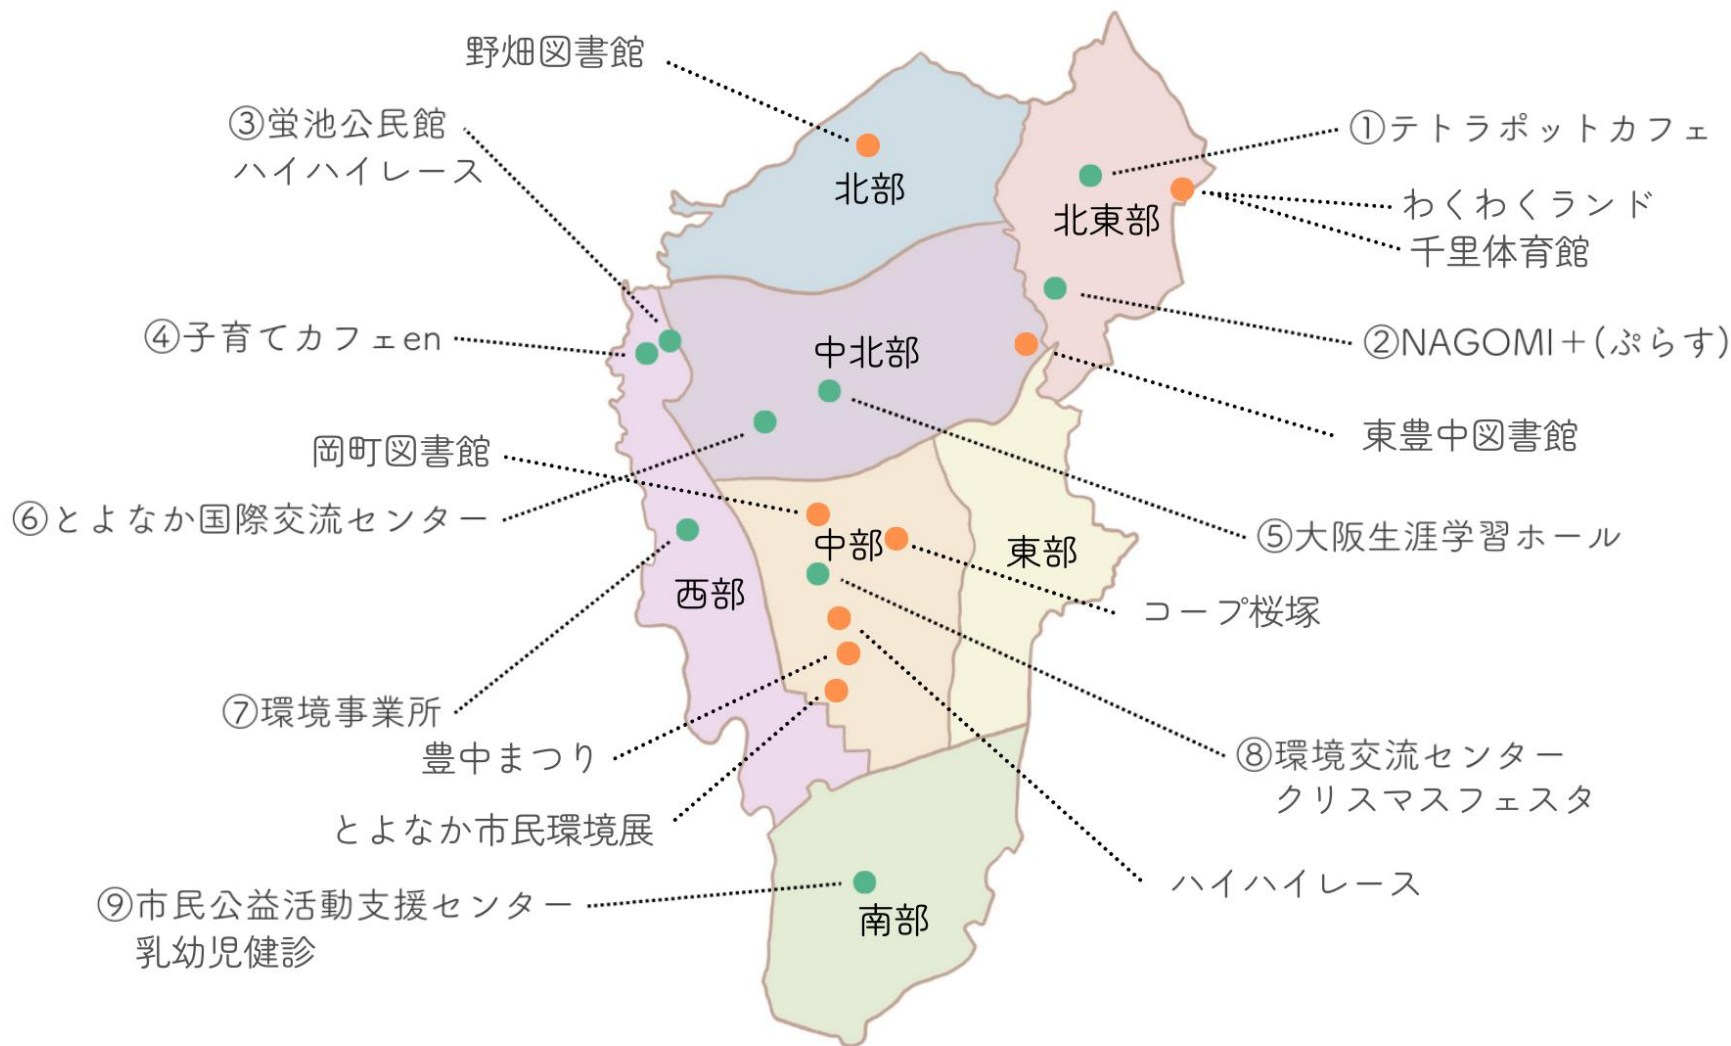 野畑図書館
③蛍池公民館
ハイハイレース
①テトラポットカフェ
北部
わくわくランド
北東部
千里体育館
④子育てカフェen
中北部
②NAGOMI＋(ぷらす)
東豊中図書館
岡町図書館
⑥とよなか国際交流センター
⑤大阪生涯学習ホール
中部
東部
西部
コープ桜塚
⑦環境事業所
豊中まつり
⑧環境交流センター
クリスマスフェスタ
とよなか市民環境展
ハイハイレース
⑨市民公益活動支援センター
乳幼児健診
南部